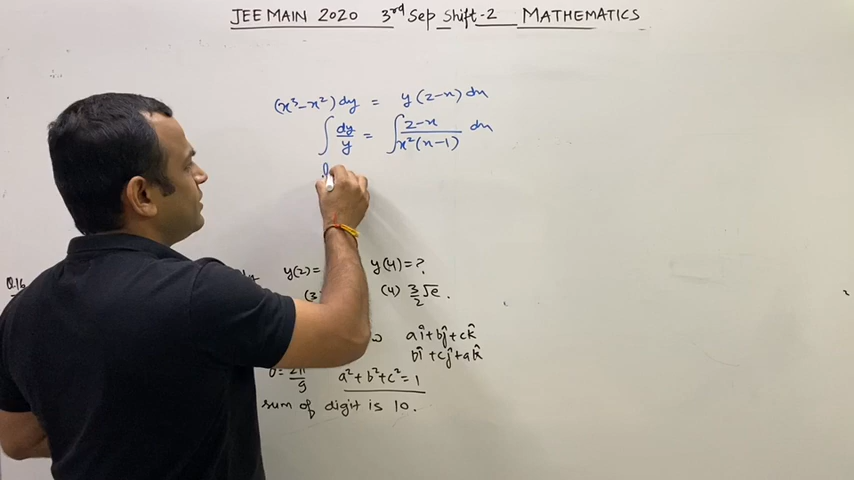 JEE MAIN 2020 3rd Sep Shift-2 MATHEMATICS
(x³-x²) dy = y(2-x) dx
∫ dy/y = ∫ 2-x / x²(x-1) dx
Q.16 dy y(2)= y(4)=?
(3) (4) 3/2 √e.
aî+bĵ+ck̂
bî+cĵ+ak̂
θ=2π/9 a²+b²+c²=1
sum of digit is 10.